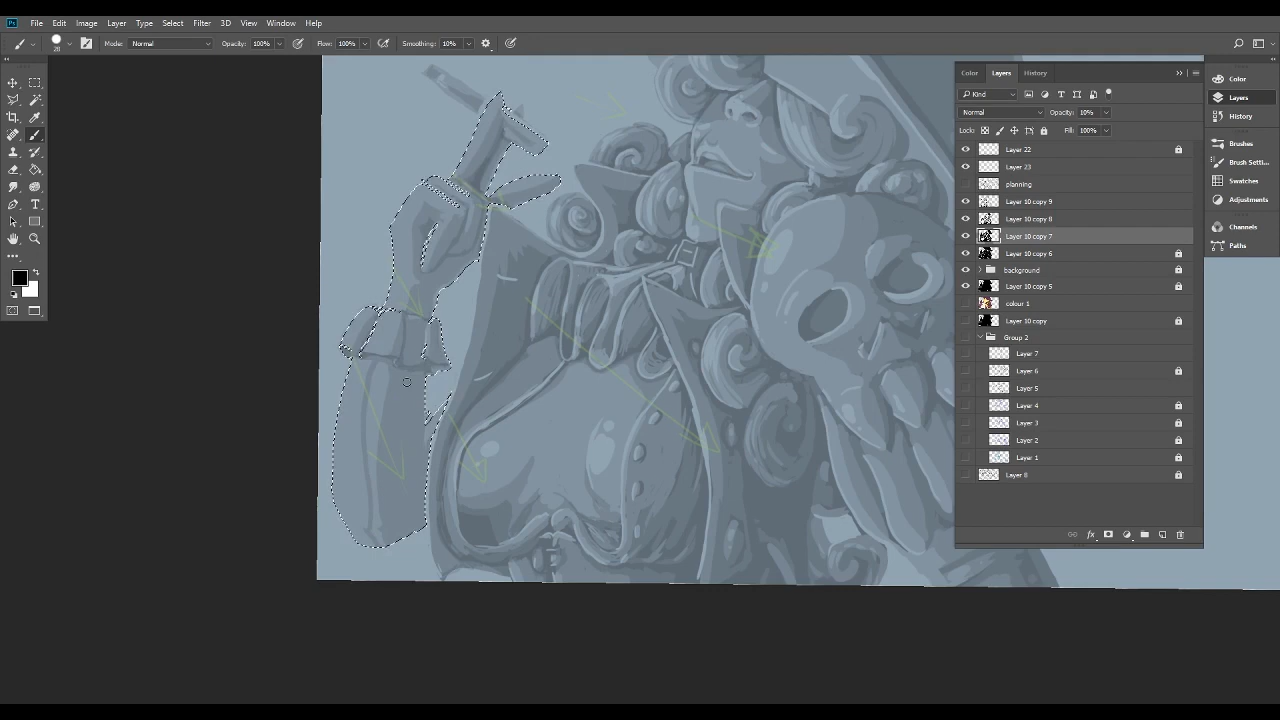 Ps File Edit Image Layer Type Select Filter 3D View Window Help
Mode: Normal Opacity: 100% Flow: 100% Smoothing: 10%
28
Color Layers History
Kind
Normal Opacity: 10%
Lock: Fill: 100%
Layer 22
Layer 23
planning
Layer 10 copy 9
Layer 10 copy 8
Layer 10 copy 7
Layer 10 copy 6
background
Layer 10 copy 5
colour 1
Layer 10 copy
Group 2
Layer 7
Layer 6
Layer 5
Layer 4
Layer 3
Layer 2
Layer 1
Layer 8
fx
Color
Layers
History
Brushes
Brush Setti...
Swatches
Adjustments
Channels
Paths